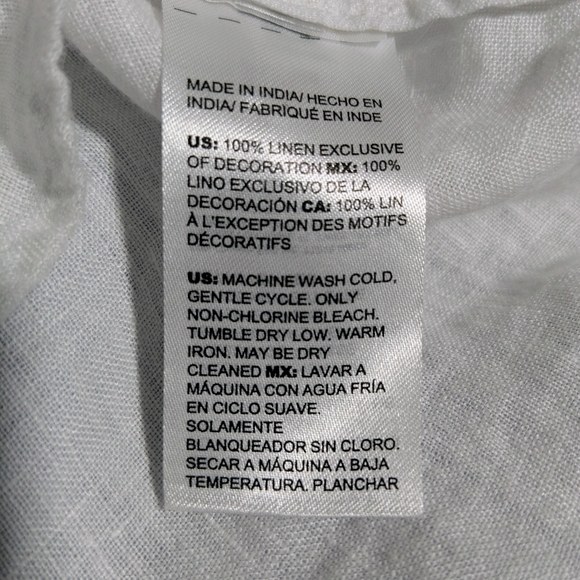 MADE IN INDIA/ HECHO EN
INDIA/ FABRIQUÉ EN INDE
US: 100% LINEN EXCLUSIVE
OF DECORATION MX: 100%
LINO EXCLUSIVO DE LA
DECORACIÓN CA: 100% LIN
À L'EXCEPTION DES MOTIFS
DÉCORATIFS
US: MACHINE WASH COLD,
GENTLE CYCLE. ONLY
NON-CHLORINE BLEACH.
TUMBLE DRY LOW. WARM
IRON. MAY BE DRY
CLEANED MX: LAVAR A
MÁQUINA CON AGUA FRÍA
EN CICLO SUAVE.
SOLAMENTE
BLANQUEADOR SIN CLORO.
SECAR A MÁQUINA A BAJA
TEMPERATURA. PLANCHAR